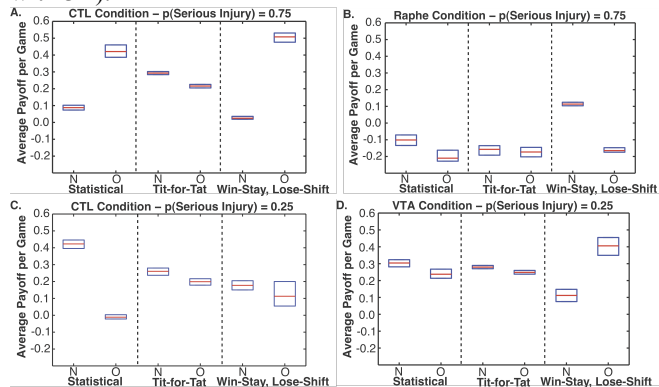 A. CTL Condition – p(Serious Injury) = 0.75
Average Payoff per Game
0.6
0.5
0.4
0.3
0.2
0.1
0.0
-0.1
-0.2
N O N O N O
Statistical Tit-for-Tat Win-Stay, Lose-Shift
B. Raphe Condition – p(Serious Injury) = 0.75
Average Payoff per Game
0.6
0.5
0.4
0.3
0.2
0.1
0.0
-0.1
-0.2
N O N O N O
Statistical Tit-for-Tat Win-Stay, Lose-Shift
C. CTL Condition – p(Serious Injury) = 0.25
Average Payoff per Game
0.6
0.5
0.4
0.3
0.2
0.1
0.0
-0.1
-0.2
N O N O N O
Statistical Tit-for-Tat Win-Stay, Lose-Shift
D. VTA Condition – p(Serious Injury) = 0.25
Average Payoff per Game
0.6
0.5
0.4
0.3
0.2
0.1
0.0
-0.1
-0.2
N O N O N O
Statistical Tit-for-Tat Win-Stay, Lose-Shift